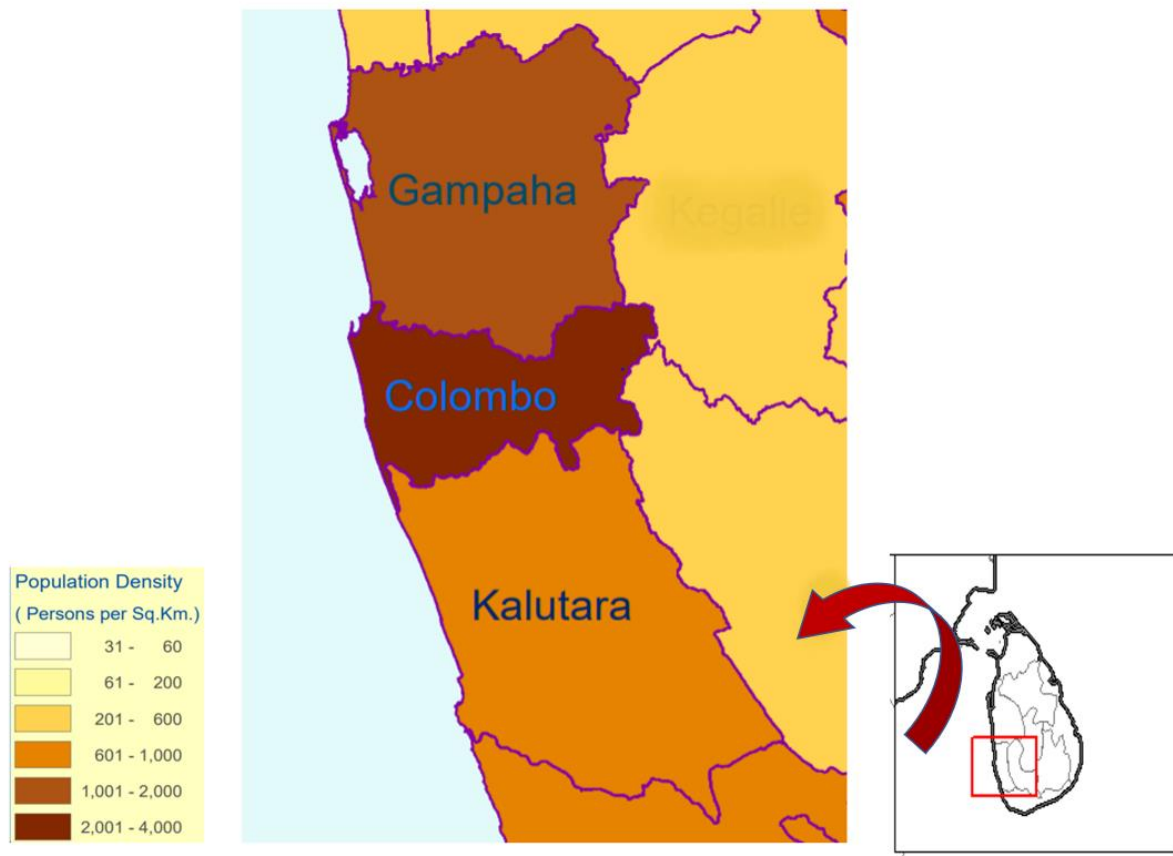 Gampaha
Kegalle
Colombo
Kalutara
Population Density
( Persons per Sq.Km.)
31 - 60
61 - 200
201 - 600
601 - 1,000
1,001 - 2,000
2,001 - 4,000